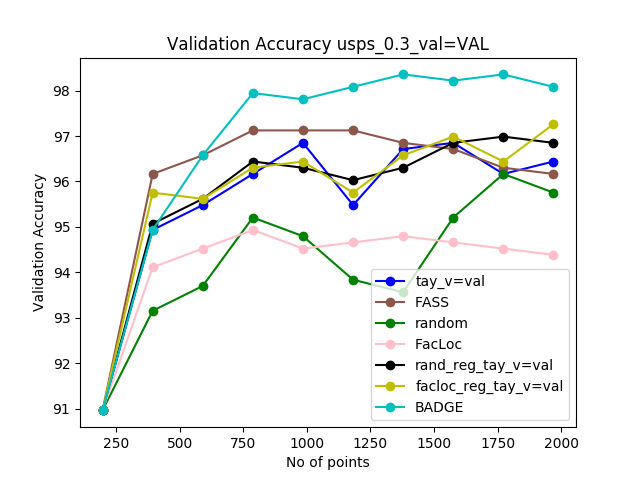 Validation Accuracy usps_0.3_val=VAL
Validation Accuracy
98
97
96
95
94
93
92
91
tay_v=val
FASS
random
FacLoc
rand_reg_tay_v=val
facloc_reg_tay_v=val
BADGE
250 500 750 1000 1250 1500 1750 2000
No of points